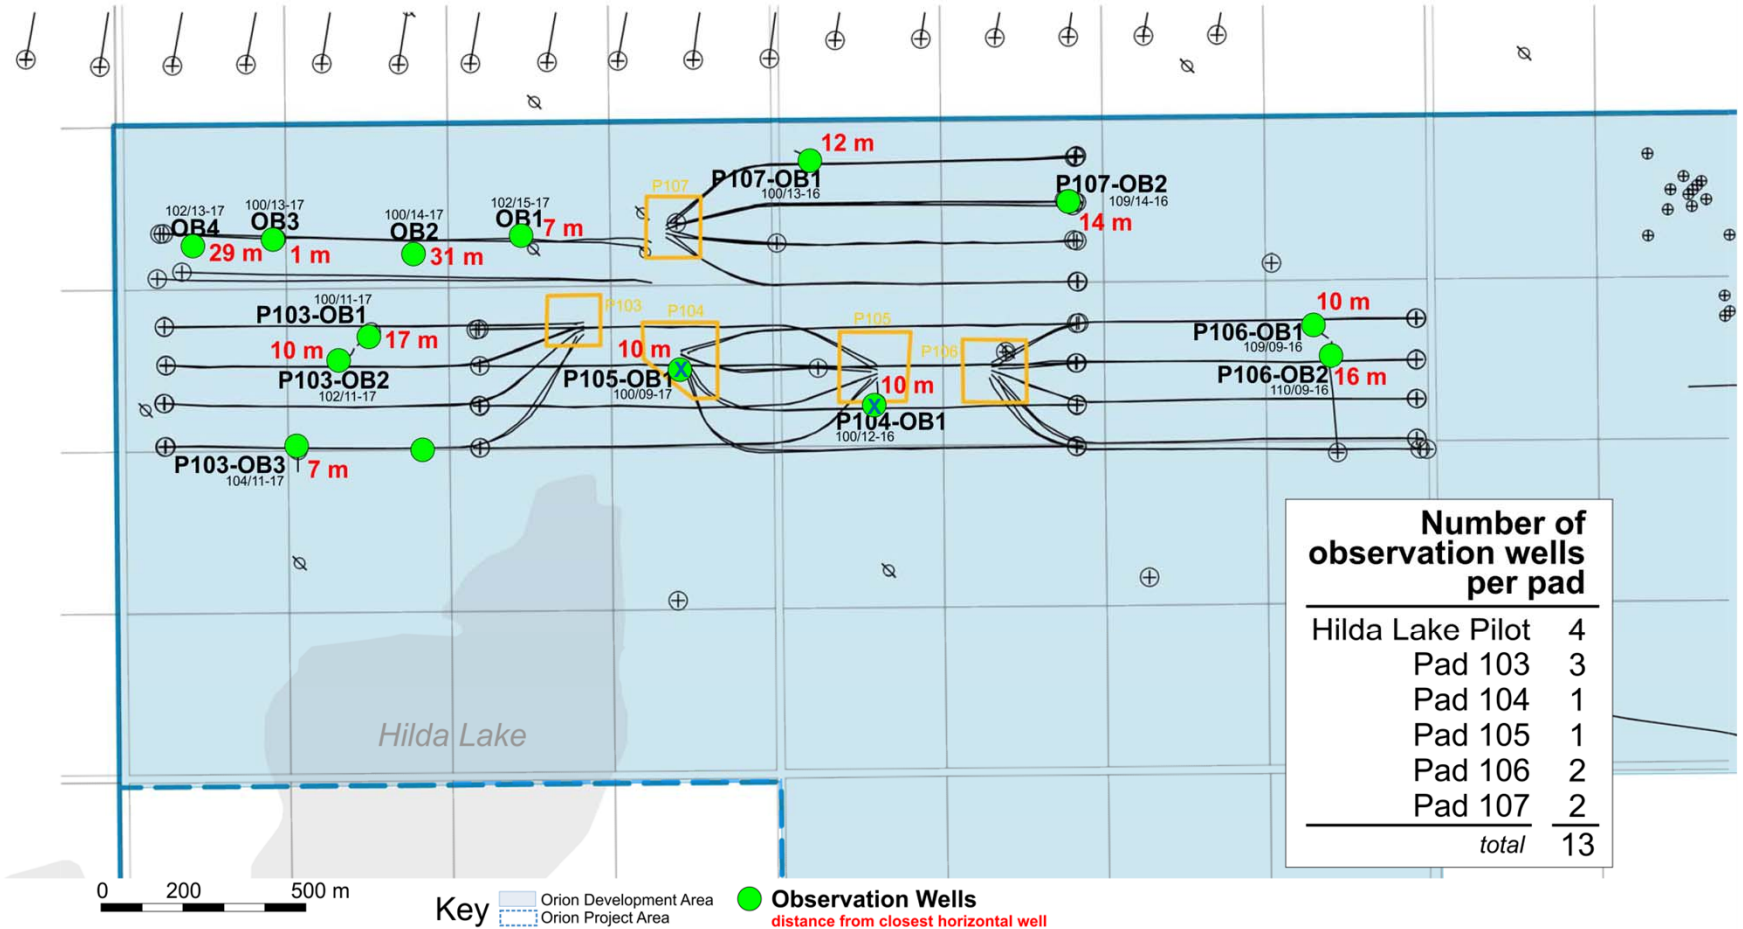 12 m
P107
P107-OB1
100/13-16
P107-OB2
109/14-16
14 m
102/13-17
OB4
29 m
100/13-17
OB3
1 m
100/14-17
OB2
31 m
102/15-17
OB1
7 m
100/11-17
P103-OB1
17 m
10 m
P103-OB2
102/11-17
P103
P104
10 m
P105-OB1
100/09-17
X
P105
10 m
X
P104-OB1
100/12-16
P106
10 m
P106-OB1
109/09-16
P106-OB2
16 m
110/09-16
P103-OB3
104/11-17
7 m
Hilda Lake
Number of
observation wells
per pad
Hilda Lake Pilot 4
Pad 103 3
Pad 104 1
Pad 105 1
Pad 106 2
Pad 107 2
total 13
0 200 500 m
Key
Orion Development Area
Orion Project Area
Observation Wells
distance from closest horizontal well